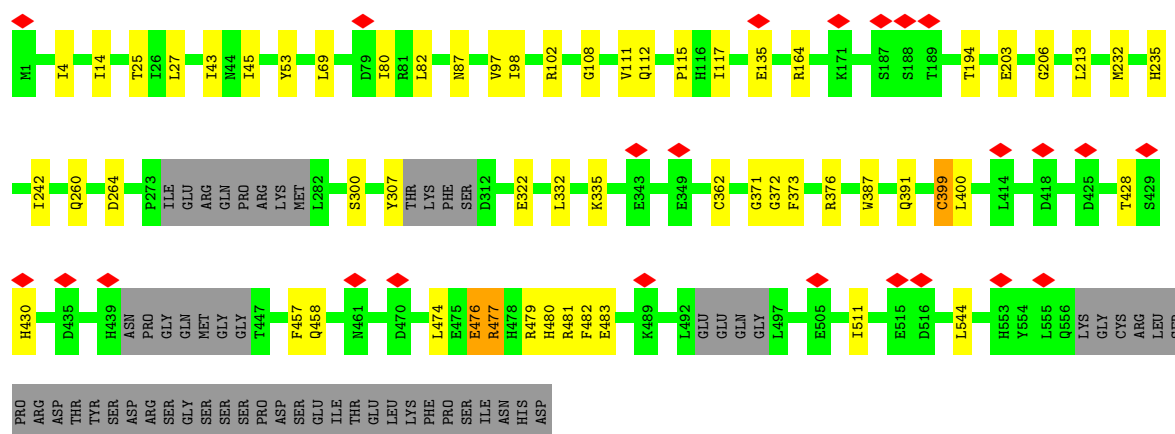 M1 I4 I14 T25 I26 L27 I43 N44 I45 Y53 L69 D79 I80 R81 L82 N87 V97 I98 R102 G108 V111 Q112 P115 H116 I117 E135 R164 K171 S187 S188 T189 T194 E203 G206 L213 M232 H235
I242 Q260 D264 P273 ILE GLU ARG GLN PRO ARG LYS MET L282 S300 Y307 THR LYS PHE SER D312 E322 L332 K335 E343 E349 C362 G371 G372 F373 R376 W387 Q391 C399 L400 L414 D418 D425 T428 S429
H430 D435 H439 ASN PRO GLY GLN MET GLY GLY T447 F457 Q458 N461 D470 L474 E475 E476 R477 H478 R479 H480 R481 F482 E483 K489 L492 GLU GLU GLN GLY L497 E505 I511 E515 D516 L544 H553 Y554 L555 Q556 LYS GLY CYS ARG LEU
PRO ARG ASP THR TYR SER ASP ARG SER GLY SER SER SER PRO ASP SER GLU ILE THR GLU LEU LYS PHE PRO SER ILE ASN HIS ASP